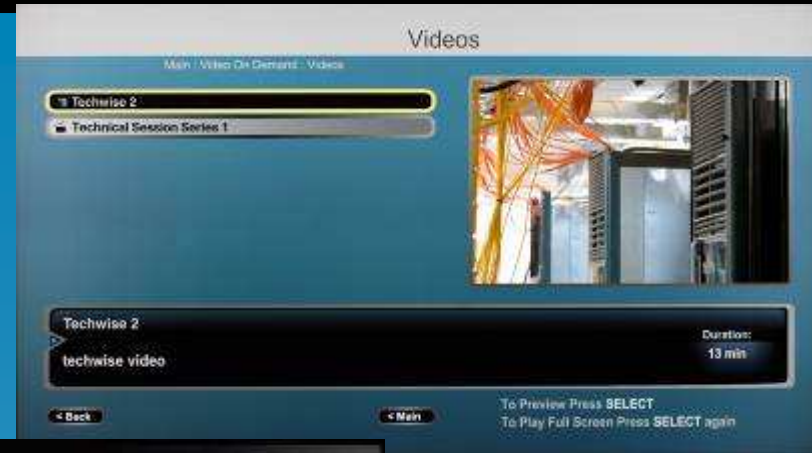 Videos
Main : Video On Demand : Videos
Techwise 2
Technical Session Series 1
Techwise 2
techwise video
Duration:
13 min
< Back
< Main
To Preview Press SELECT
To Play Full Screen Press SELECT again